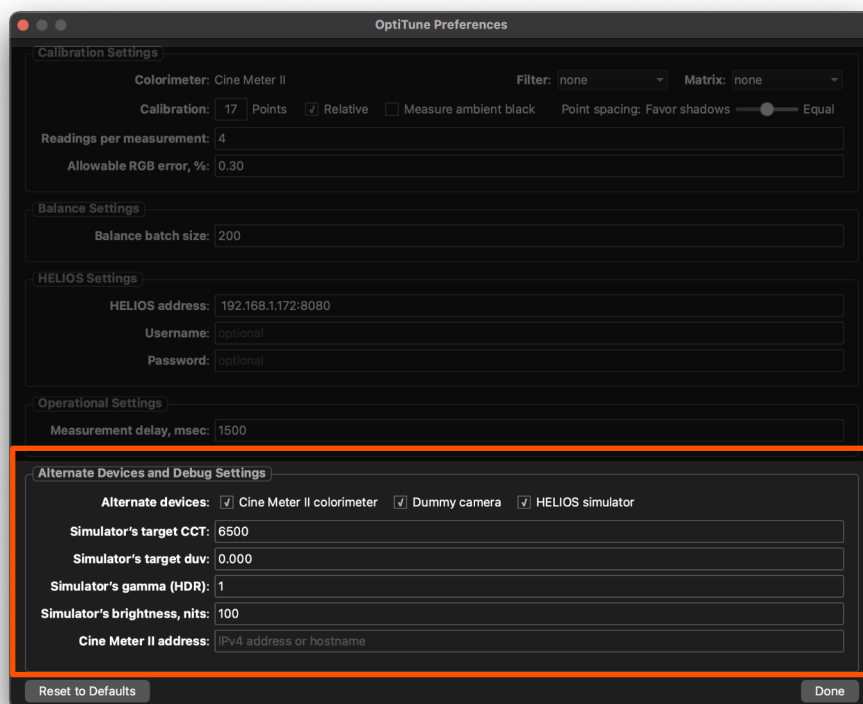 OptiTune Preferences
Calibration Settings
Colorimeter: Cine Meter II Filter: none Matrix: none
Calibration: 17 Points √ Relative Measure ambient black Point spacing: Favor shadows Equal
Readings per measurement: 4
Allowable RGB error, %: 0.30
Balance Settings
Balance batch size: 200
HELIOS Settings
HELIOS address: 192.168.1.172:8080
Username: optional
Password: optional
Operational Settings
Measurement delay, msec: 1500
Alternate Devices and Debug Settings
Alternate devices: √ Cine Meter II colorimeter √ Dummy camera √ HELIOS simulator
Simulator’s target CCT: 6500
Simulator’s target duv: 0.000
Simulator’s gamma (HDR): 1
Simulator’s brightness, nits: 100
Cine Meter II address: IPv4 address or hostname
Reset to Defaults Done